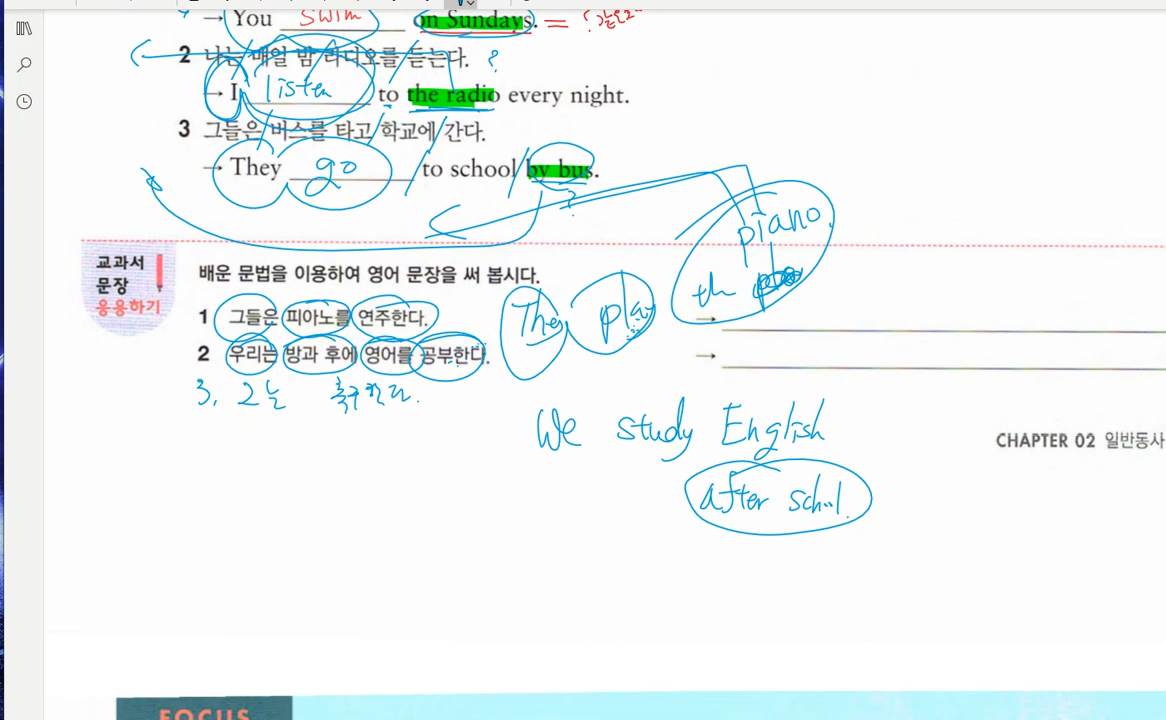 → You swim on Sundays. =
2 나는 매일 밤 라디오를 듣는다. ?
→ I listen to the radio every night.
3 그들은 버스를 타고 학교에 간다.
→ They go to school by bus.
?
piano.
교과서
문장
응용하기
배운 문법을 이용하여 영어 문장을 써 봅시다.
1 그들은 피아노를 연주한다. They play th →
2 우리는 방과 후에 영어를 공부한다. →
3. 그는 축구한다.
We study English
after school.
CHAPTER 02 일반동사
FOCUS